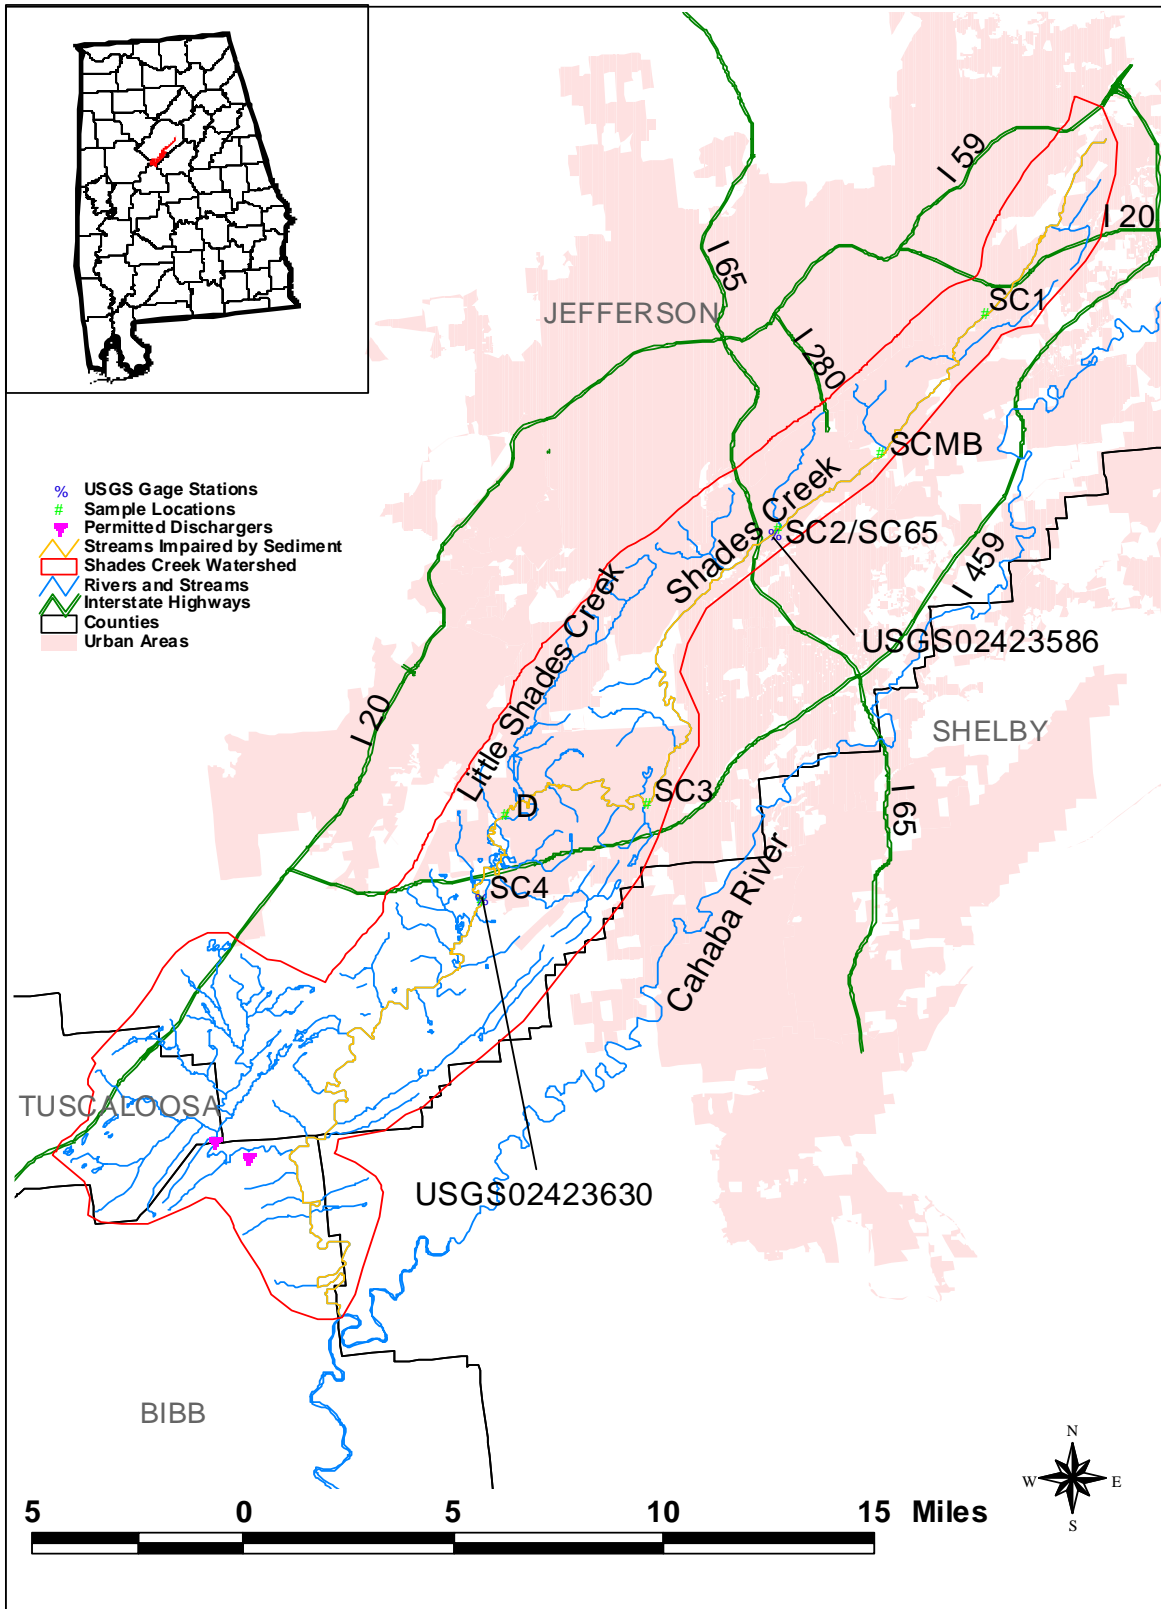 I 59
I 20
I 65
SC1
JEFFERSON
I 280
SCMB
Shades Creek
% USGS Gage Stations
# Sample Locations
Permitted Dischargers
Streams Impaired by Sediment
Shades Creek Watershed
Rivers and Streams
Interstate Highways
Counties
Urban Areas
SC2/SC65
I 459
USGS02423586
Little Shades Creek
I 20
SHELBY
SC3
D
I 65
SC4
Cahaba River
TUSCALOOSA
USGS02423630
BIBB
N
W E
S
5 0 5 10 15 Miles